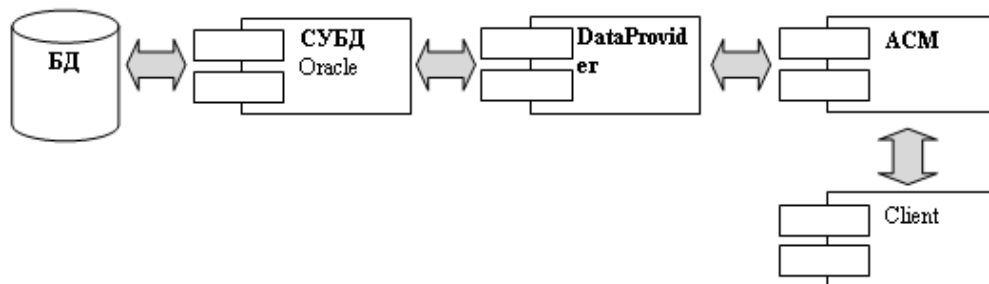 БД
СУБД
Oracle
DataProvid
er
ACM
Client